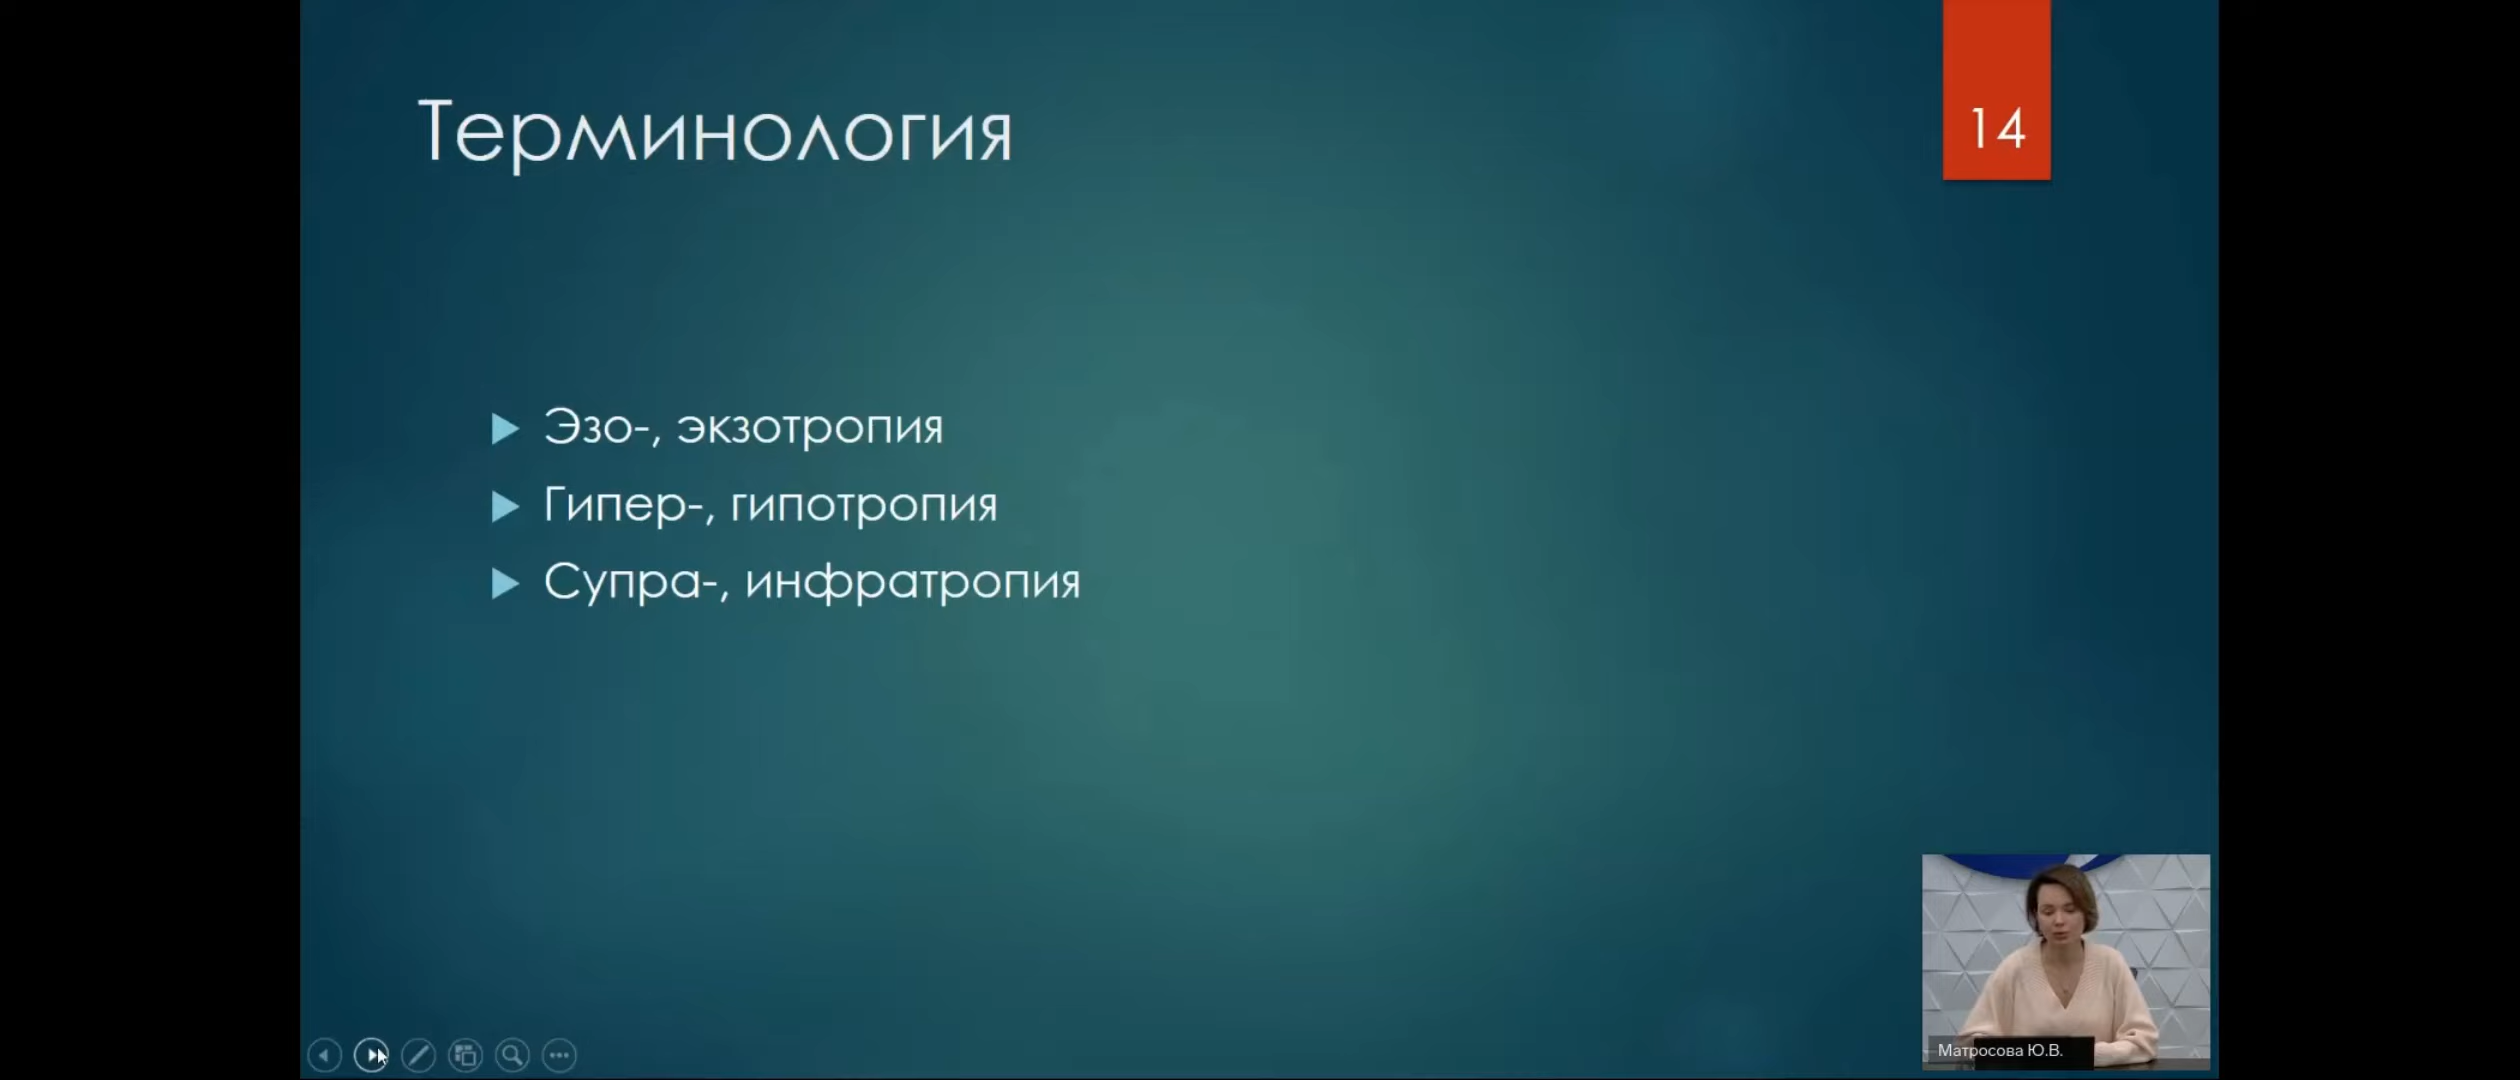 Терминология
14
Эзо-, экзотропия
Гипер-, гипотропия
Супра-, инфратропия
Матросова Ю.В.